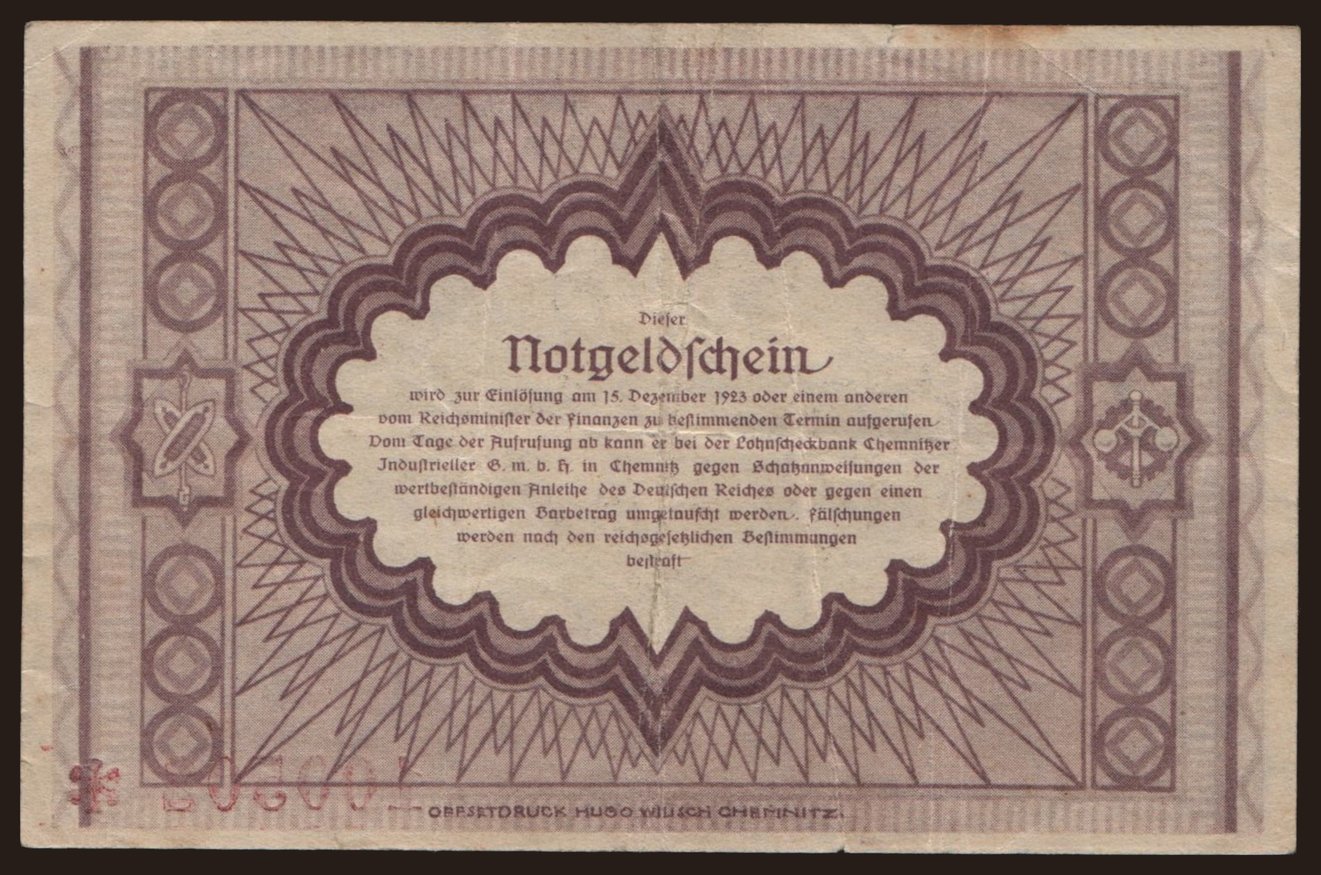 Dieser
Notgeldschein
wird zur Einlösung am 15. Dezember 1923 oder einem anderen
vom Reichsminister der Finanzen zu bestimmenden Termin aufgerufen.
Vom Tage der Aufrufung ab kann er bei der Lohnscheckbank Chemnitzer
Industrieller G. m. b. H. in Chemnitz gegen Schatzanweisungen der
wertbeständigen Anleihe des Deutschen Reiches oder gegen einen
gleichwertigen Barbetrag umgetauscht werden. Fälschungen
werden nach den reichsgesetzlichen Bestimmungen
bestraft
OFFSETDRUCK HUGO WILISCH CHEMNITZ.